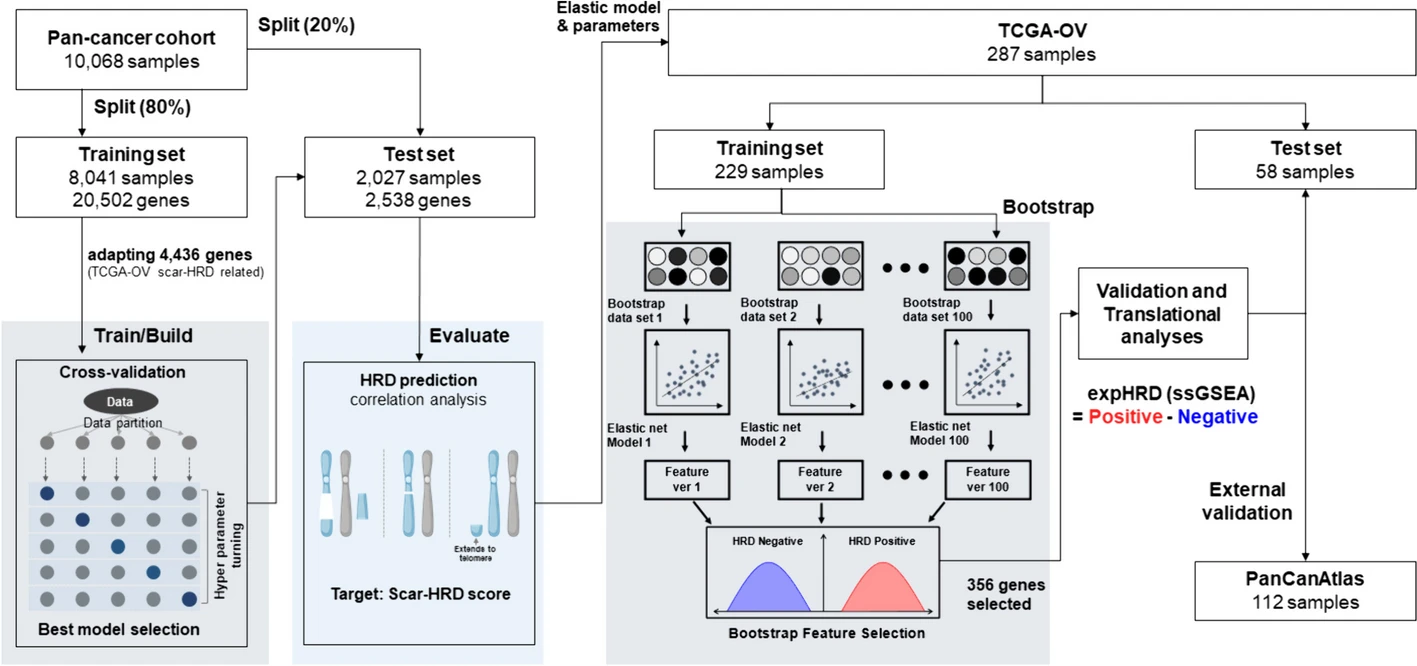 Pan-cancer cohort
10,068 samples
Split (20%)
Split (80%)
Training set
8,041 samples
20,502 genes
Test set
2,027 samples
2,538 genes
adapting 4,436 genes
(TCGA-OV scar-HRD related)
Train/Build
Cross-validation
Data
Data partition
Hyper parameter
turning
Best model selection
Evaluate
HRD prediction
correlation analysis
Extends to
telomere
Target: Scar-HRD score
Elastic model
& parameters
TCGA-OV
287 samples
Training set
229 samples
Test set
58 samples
Bootstrap
Bootstrap
data set 1
Bootstrap
data set 2
Bootstrap
data set 100
Elastic net
Model 1
Elastic net
Model 2
Elastic net
Model 100
Feature
ver 1
Feature
ver 2
Feature
ver 100
HRD Negative
HRD Positive
Bootstrap Feature Selection
356 genes
selected
Validation and
Translational
analyses
expHRD (ssGSEA)
= Positive - Negative
External
validation
PanCanAtlas
112 samples